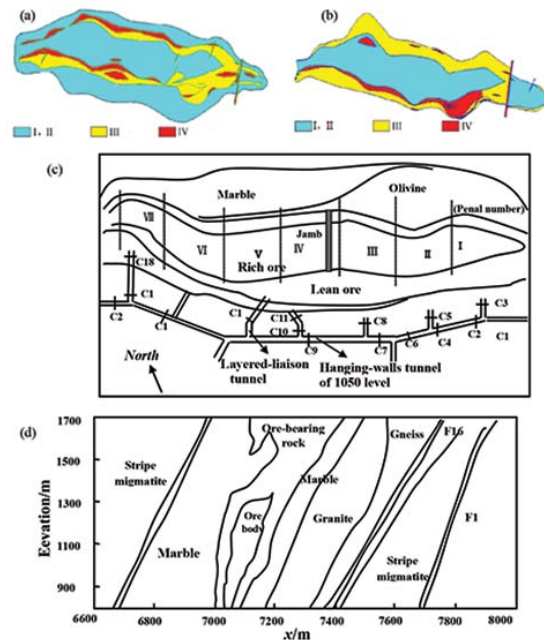 (a)
(b)
I、II III IV
I、II III IV
(c)
Marble
Olivine
(Penal number)
VII
VI
V
IV
Jamb
III
II
I
Rich ore
Lean ore
C18
C1
C2
C1
C1
C11
C10
C9
C8
C7
C6
C5
C4
C3
C2
C1
North
Layered-liaison
tunnel
Hanging-walls tunnel
of 1050 level
(d)
Eevation/m
1700
1500
1300
1100
900
Stripe
migmatite
Marble
Ore-bearing
rock
Ore
body
Marble
Granite
Gneiss
F16
Stripe
migmatite
F1
6600 6800 7000 7200 7400 7600 7800 8000
x/m